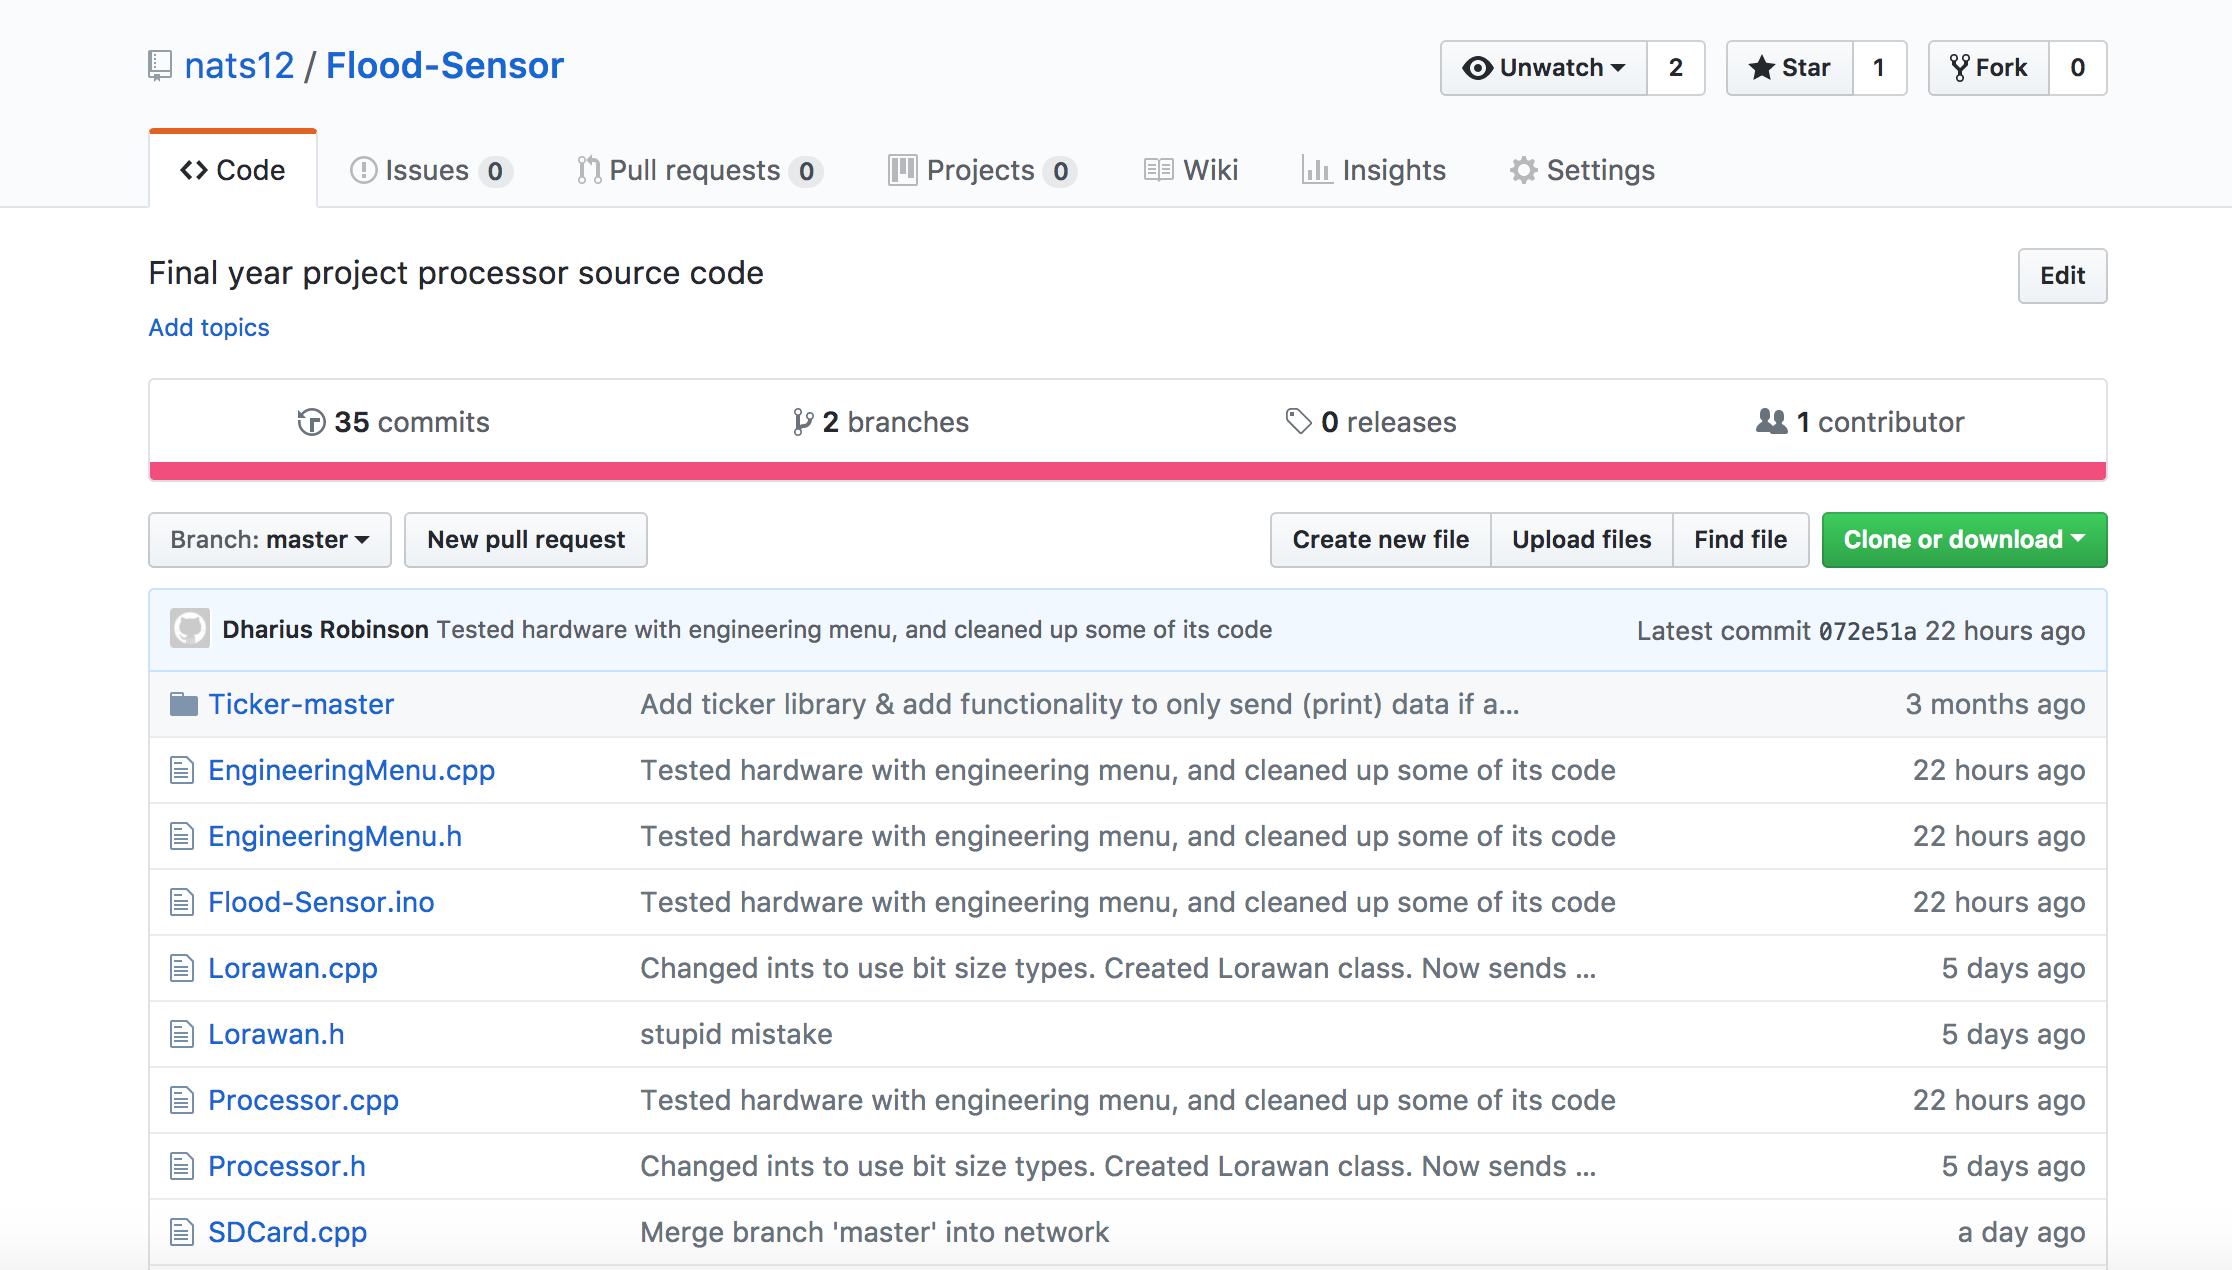 nats12 / Flood-Sensor
Unwatch 2 Star 1 Fork 0
Code Issues 0 Pull requests 0 Projects 0 Wiki Insights Settings
Final year project processor source code Edit
Add topics
35 commits 2 branches 0 releases 1 contributor
Branch: master New pull request Create new file Upload files Find file Clone or download
Dharius Robinson Tested hardware with engineering menu, and cleaned up some of its code Latest commit 072e51a 22 hours ago
Ticker-master Add ticker library & add functionality to only send (print) data if a... 3 months ago
EngineeringMenu.cpp Tested hardware with engineering menu, and cleaned up some of its code 22 hours ago
EngineeringMenu.h Tested hardware with engineering menu, and cleaned up some of its code 22 hours ago
Flood-Sensor.ino Tested hardware with engineering menu, and cleaned up some of its code 22 hours ago
Lorawan.cpp Changed ints to use bit size types. Created Lorawan class. Now sends ... 5 days ago
Lorawan.h stupid mistake 5 days ago
Processor.cpp Tested hardware with engineering menu, and cleaned up some of its code 22 hours ago
Processor.h Changed ints to use bit size types. Created Lorawan class. Now sends ... 5 days ago
SDCard.cpp Merge branch 'master' into network a day ago